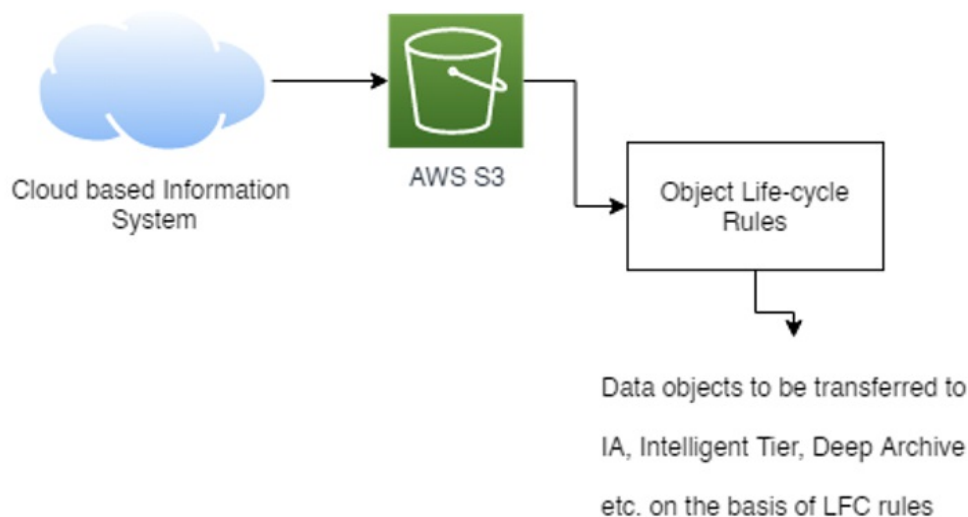 Cloud based Information
System
AWS S3
Object Life-cycle
Rules
Data objects to be transferred to
IA, Intelligent Tier, Deep Archive
etc. on the basis of LFC rules